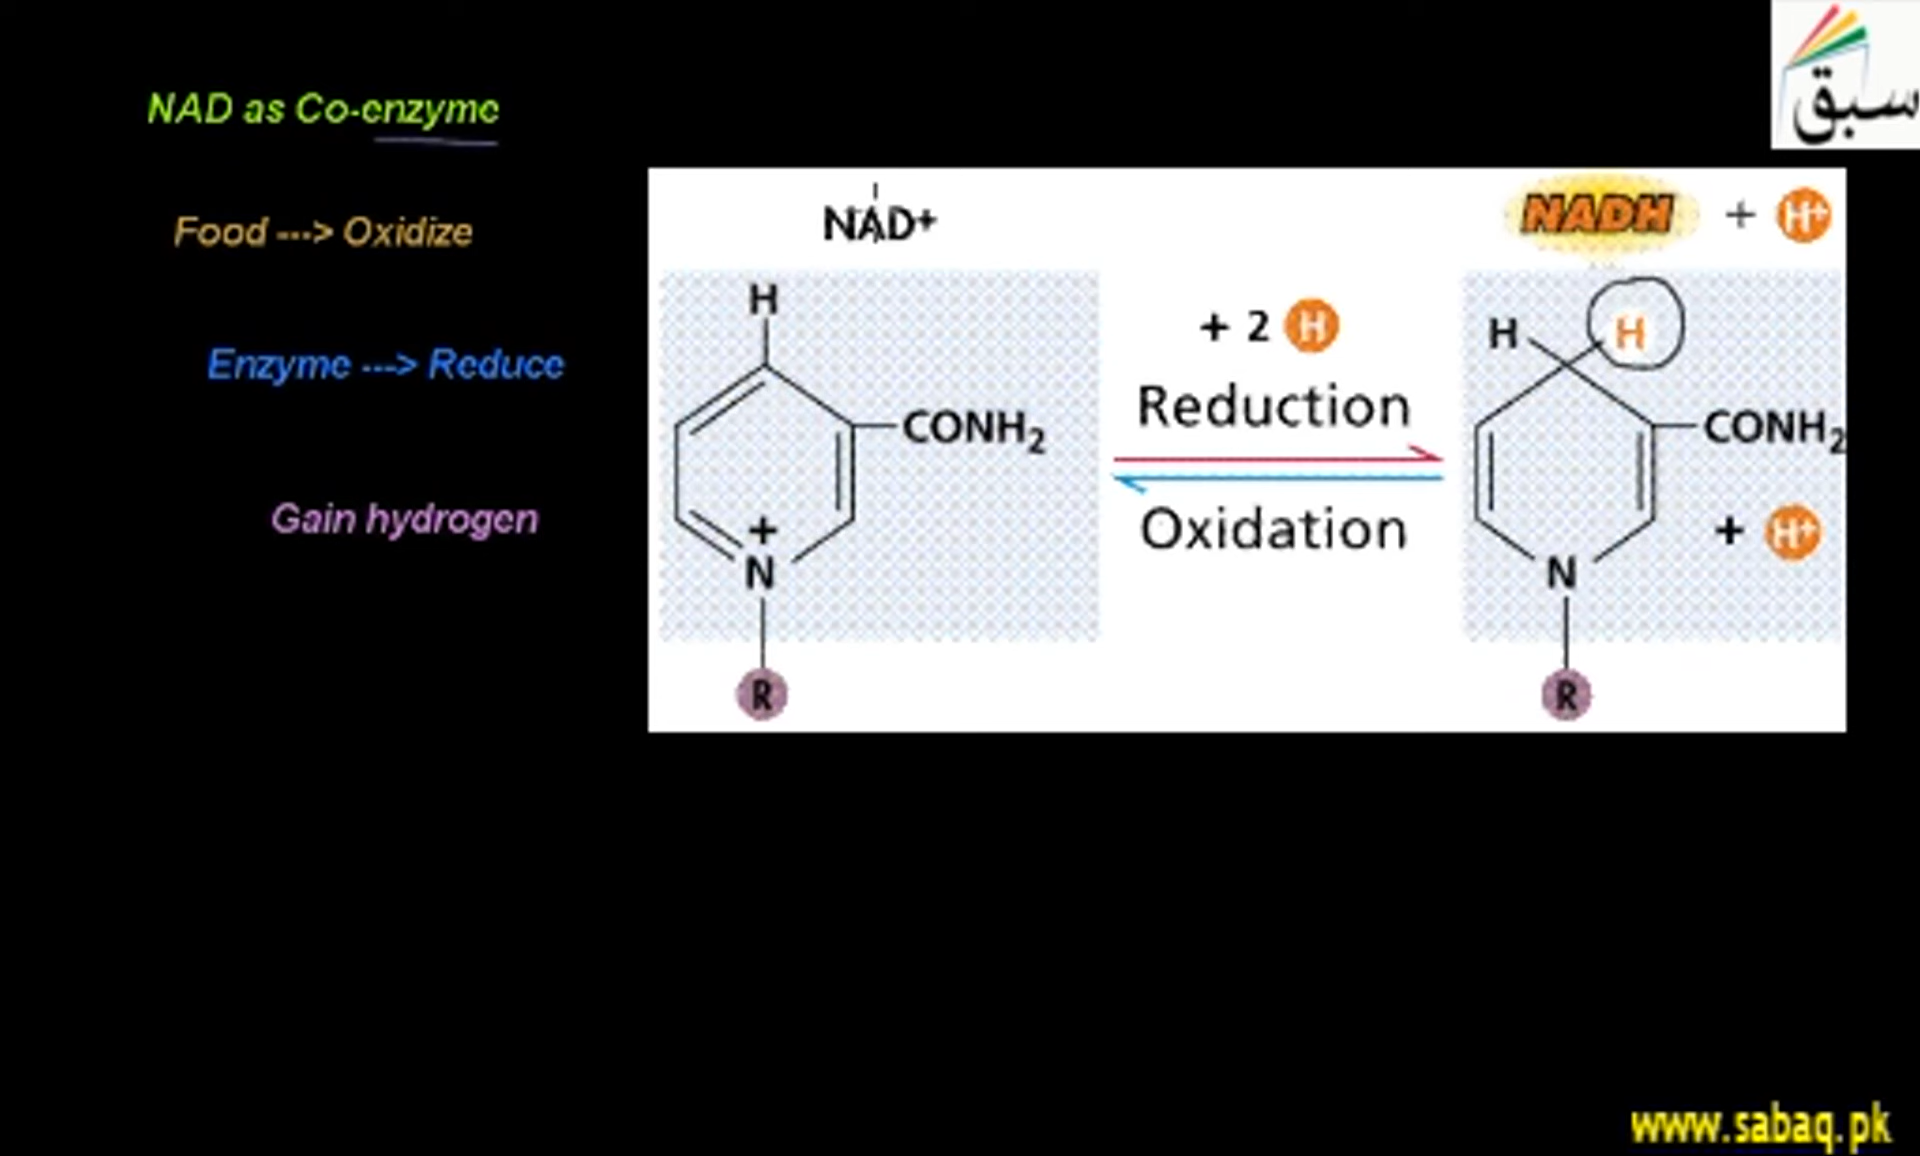 سبق
NAD as Co-enzyme
Food ---> Oxidize
Enzyme ---> Reduce
Gain hydrogen
NAD+
NADH + H+
H
+ 2 H
H H
Reduction
CONH2
CONH2
Oxidation
+
N
N
+ H+
R
R
www.sabaq.pk